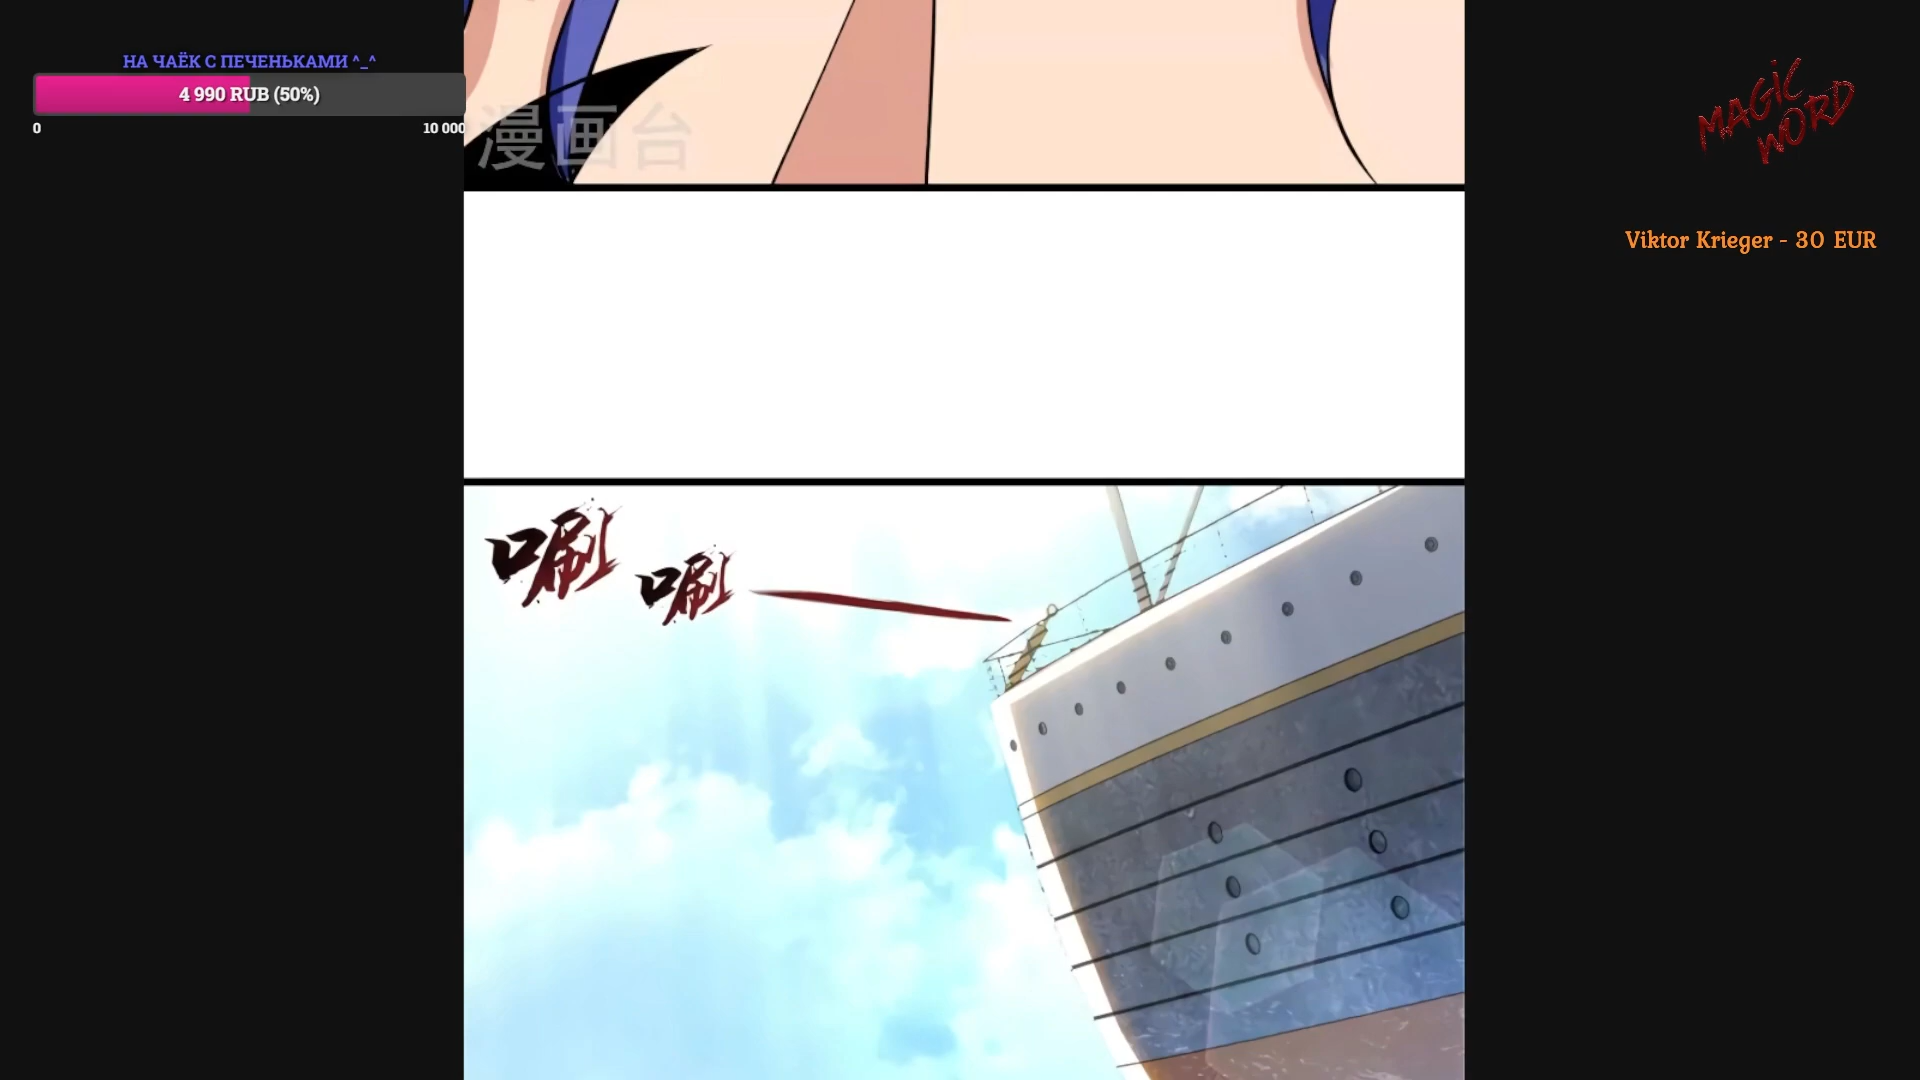 НА ЧАЁК С ПЕЧЕНЬКАМИ ^_^
4 990 RUB (50%)
0
10 000
漫画台
MAGIC
WORD
Viktor Krieger - 30 EUR
唰
唰